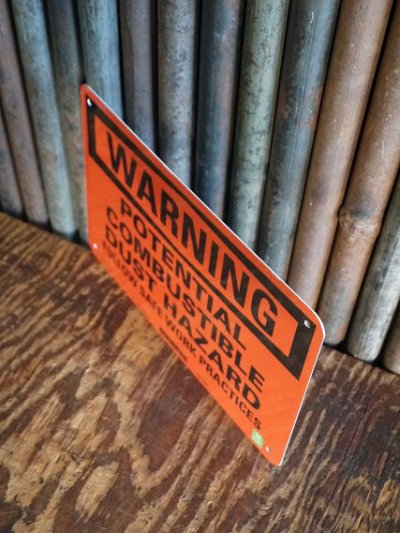 WARNING
POTENTIAL
COMBUSTIBLE
DUST HAZARD
FOLLOW SAFE WORK PRACTICES